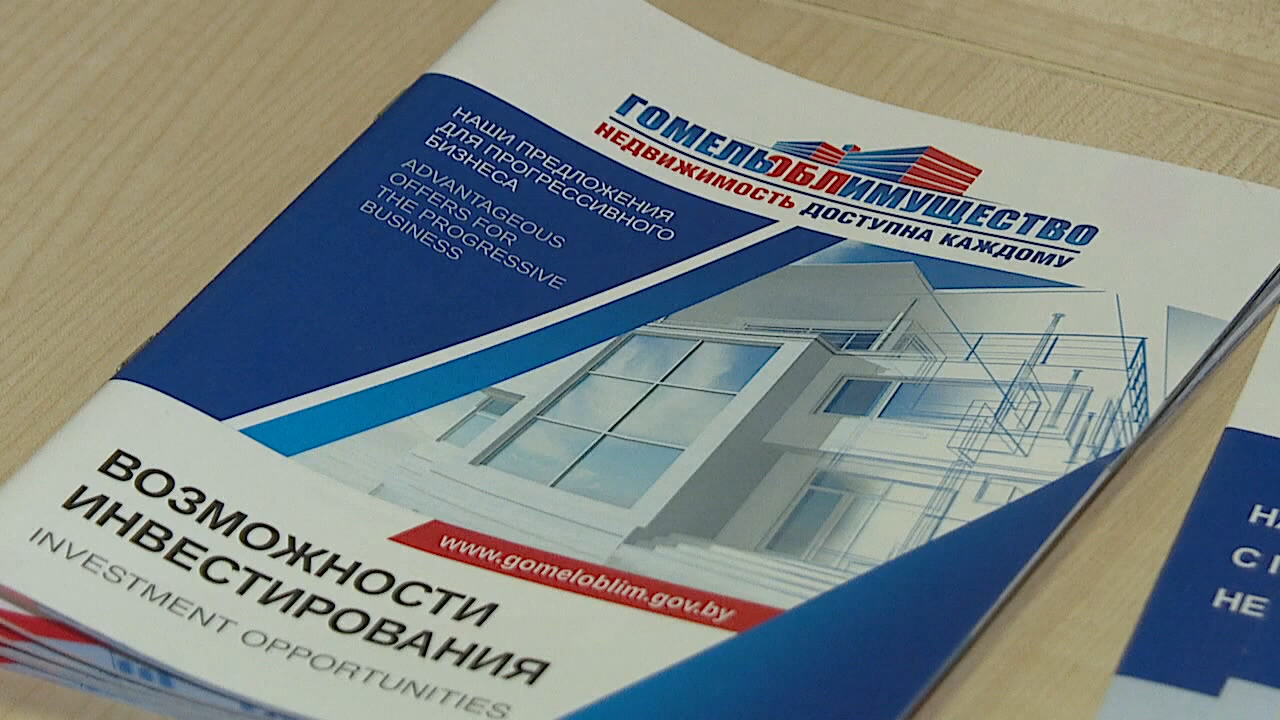 ГОМЕЛЬОБЛИМУЩЕСТВО
НЕДВИЖИМОСТЬ ДОСТУПНА КАЖДОМУ
НАШИ ПРЕДЛОЖЕНИЯ
ДЛЯ ПРОГРЕССИВНОГО
БИЗНЕСА
ADVANTAGEOUS
OFFERS FOR
THE PROGRESSIVE
BUSINESS
www.gomeloblim.gov.by
ВОЗМОЖНОСТИ
ИНВЕСТИРОВАНИЯ
INVESTMENT OPPORTUNITIES
НЕ